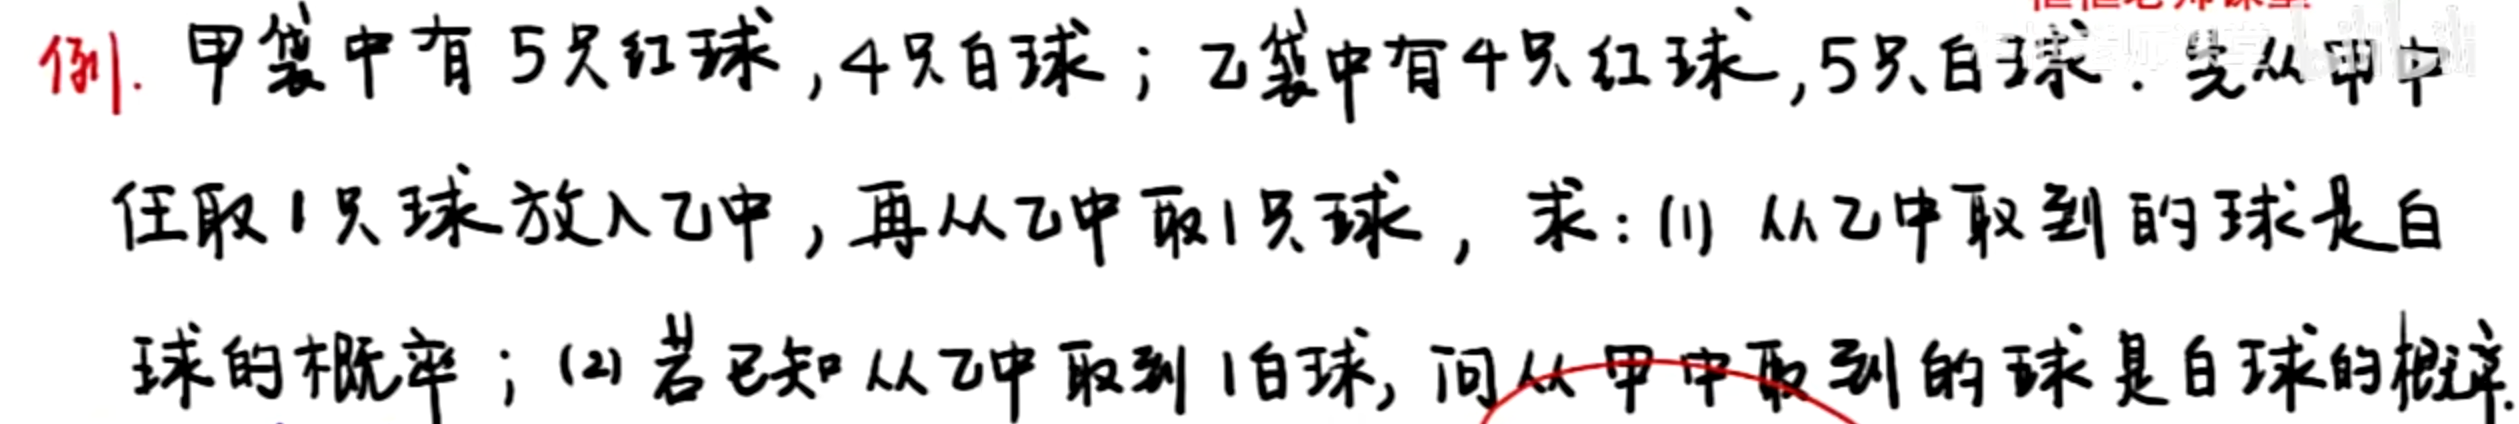 例. 甲袋中有5只红球,4只白球;乙袋中有4只红球,5只白球.先从甲中
任取1只球放入乙中,再从乙中取1只球,求:(1)从乙中取到的球是白
球的概率;(2)若已知从乙中取到1白球,问从甲中取到的球是白球的概率.